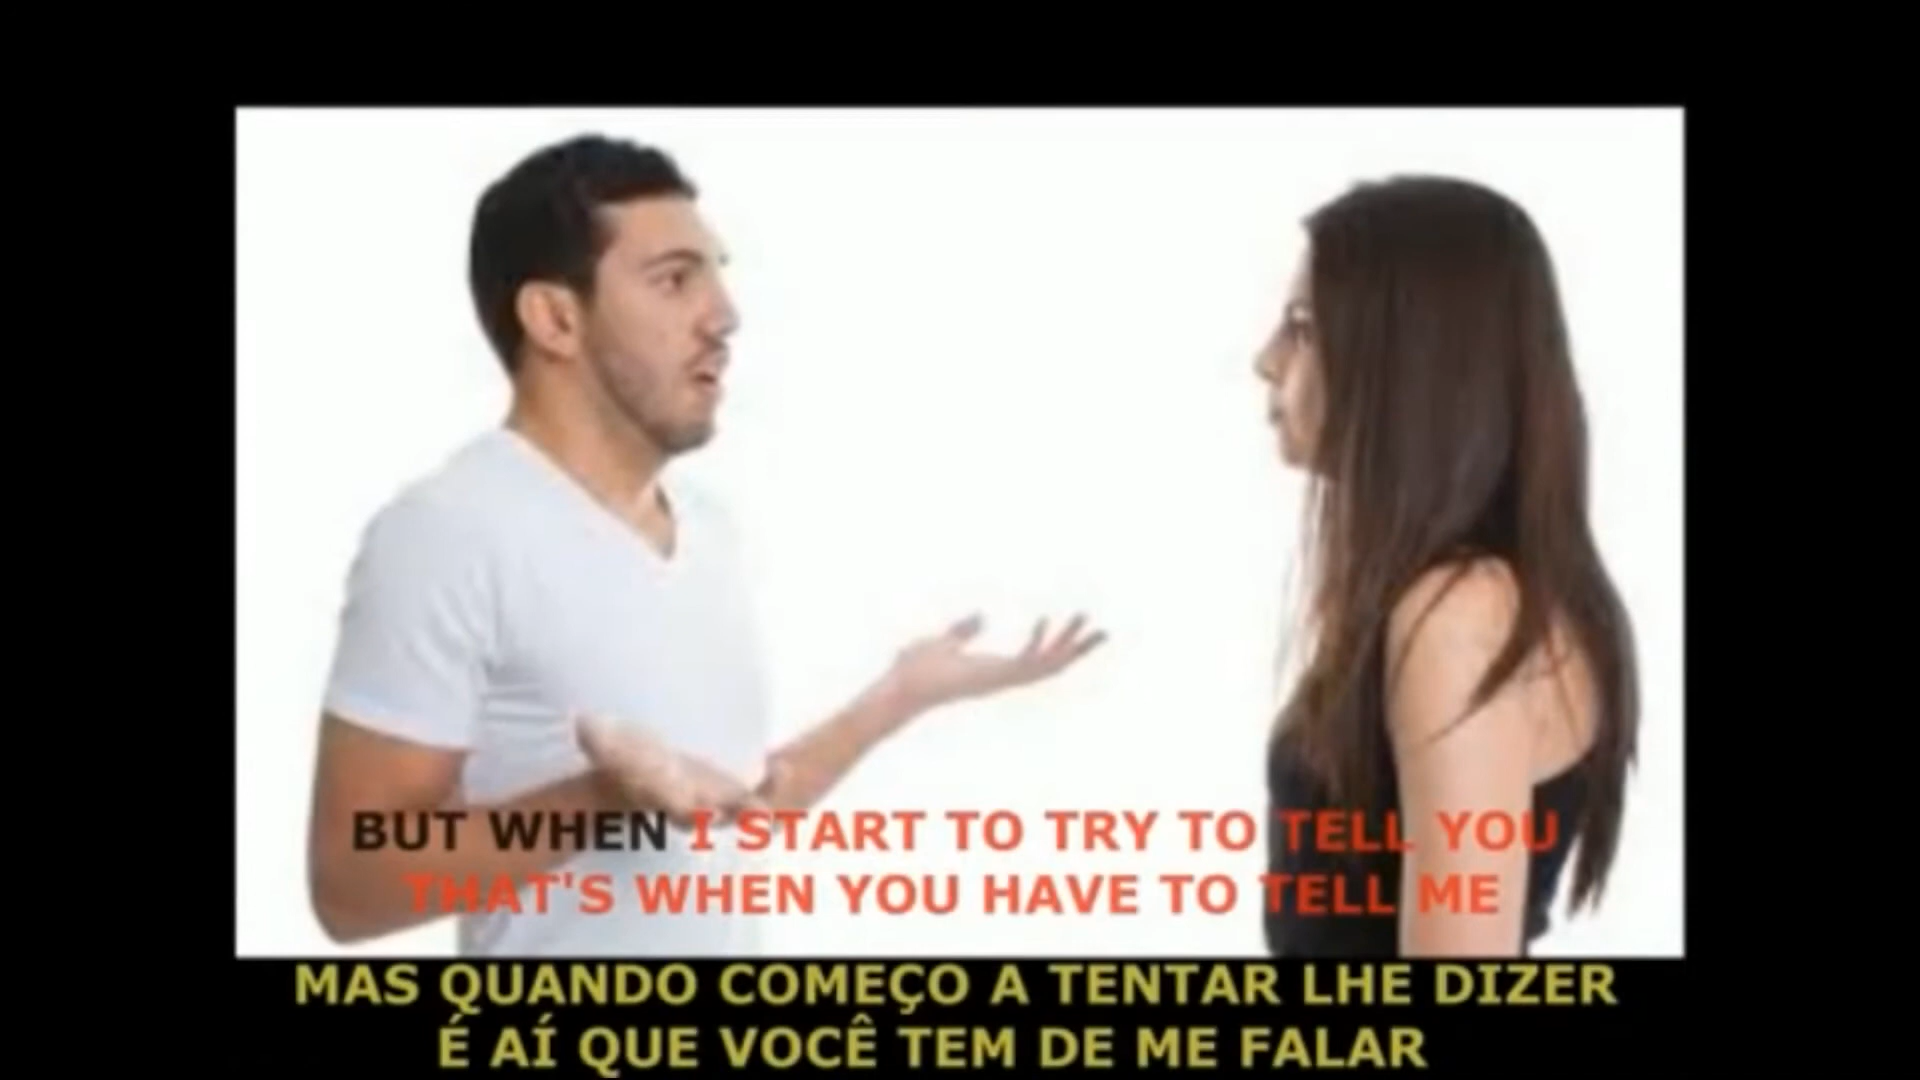 BUT WHEN I START TO TRY TO TELL YOU
THAT'S WHEN YOU HAVE TO TELL ME
MAS QUANDO COMEÇO A TENTAR LHE DIZER
É AÍ QUE VOCÊ TEM DE ME FALAR